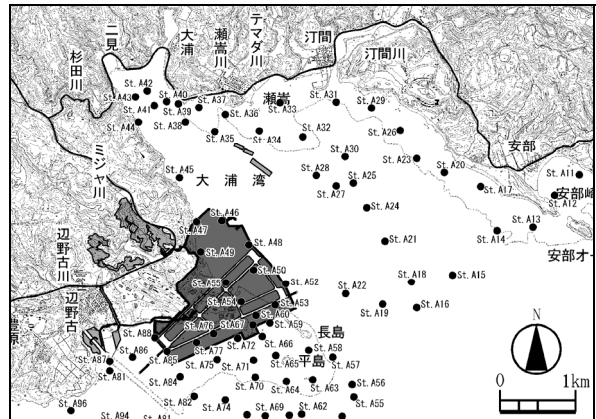 二見
大浦
瀬嵩川
テマダ川
汀間
汀間川
杉田川
St. A42
St. A43
St. A40
St. A37
St. A41
St. A39
St. A36
瀬嵩
St. A33
St. A31
St. A29
St. A44
St. A38
St. A35
St. A34
St. A32
St. A26
安部
ミジャ川
St. A45
大浦湾
St. A30
St. A23
St. A20
St. A11
St. A28
St. A25
St. A27
St. A17
St. A12
安部崎
St. A24
St. A46
St. A47
St. A13
St. A14
辺野古川
St. A49
St. A48
St. A21
安部オー
St. A50
St. A52
St. A18
St. A15
辺野古
St. A55
St. A54
St. A53
St. A22
St. A19
St. A16
豊原
St. A60
St. A59
長島
St. A88
St. A76
St. A67
St. A72
St. A65
St. A77
St. A66
St. A58
平島
St. A57
St. A87
St. A86
St. A85
St. A75
St. A71
St. A81
St. A84
St. A70
St. A64
St. A63
St. A56
St. A82
St. A74
St. A55
St. A96
St. A94
St. A69
St. A62
N
0
1km